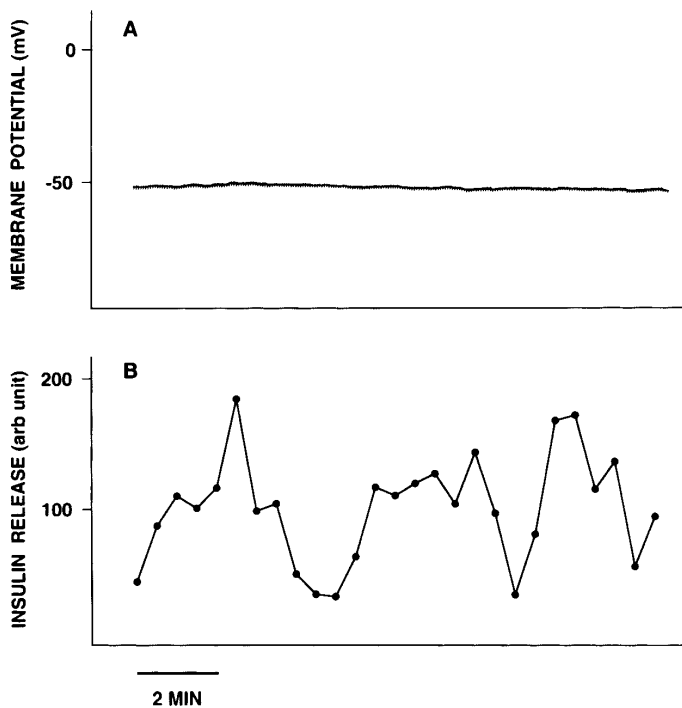 A
MEMBRANE POTENTIAL (mV)
0
-50
B
INSULIN RELEASE (arb unit)
200
100
2 MIN